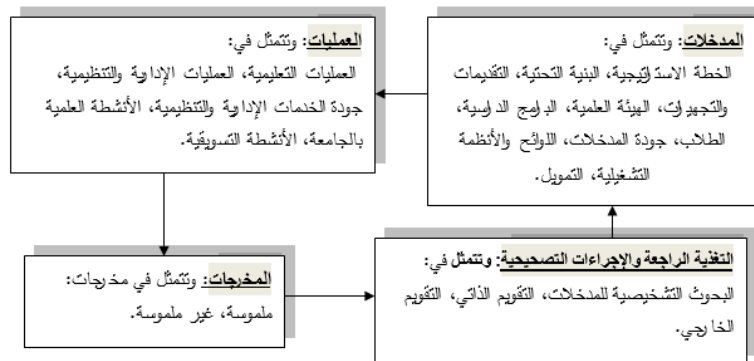 المدخلات: وتتمثل في:
الخطة الاستراتيجية، البنية التحتية، التقديمات
والتجهيزات، الهيئة العلمية، البرامج الدراسية،
الطلاب، جودة المدخلات، اللوائح والأنظمة
التشغيلية، التمويل.
العمليات: وتتمثل في:
العمليات التعليمية، العمليات الإدارية والتنظيمية،
جودة الخدمات الإدارية والتنظيمية، الأنشطة العلمية
بالجامعة، الأنشطة التسويقية.
المخرجات: وتتمثل في مخرجات:
ملموسة، غير ملموسة.
التغذية الراجعة والإجراءات التصحيحية: وتتمثل في:
البحوث التشخيصية للمدخلات، التقويم الذاتي، التقويم
الخارجي.